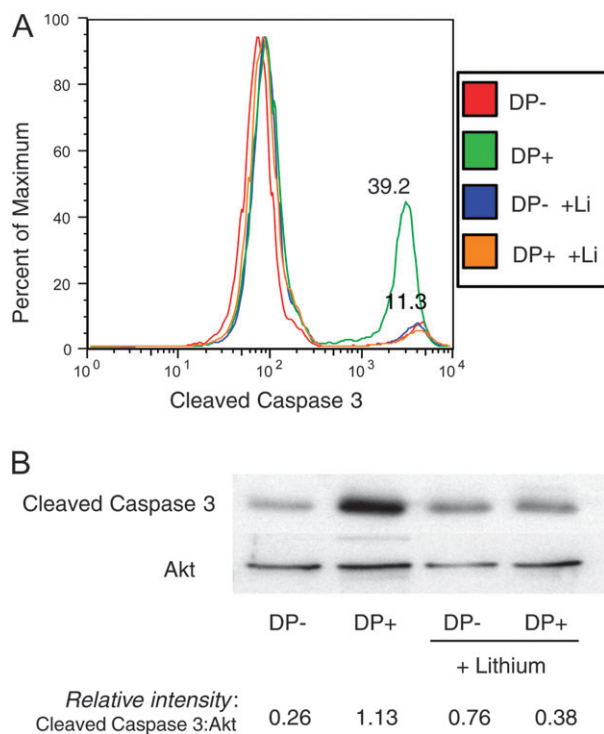 A
Percent of Maximum
100
80
60
40
20
0
39.2
11.3
10^0 10^1 10^2 10^3 10^4
Cleaved Caspase 3
DP-
DP+
DP- +Li
DP+ +Li
B
Cleaved Caspase 3
Akt
DP- DP+ DP- DP+
+ Lithium
Relative intensity:
Cleaved Caspase 3:Akt 0.26 1.13 0.76 0.38